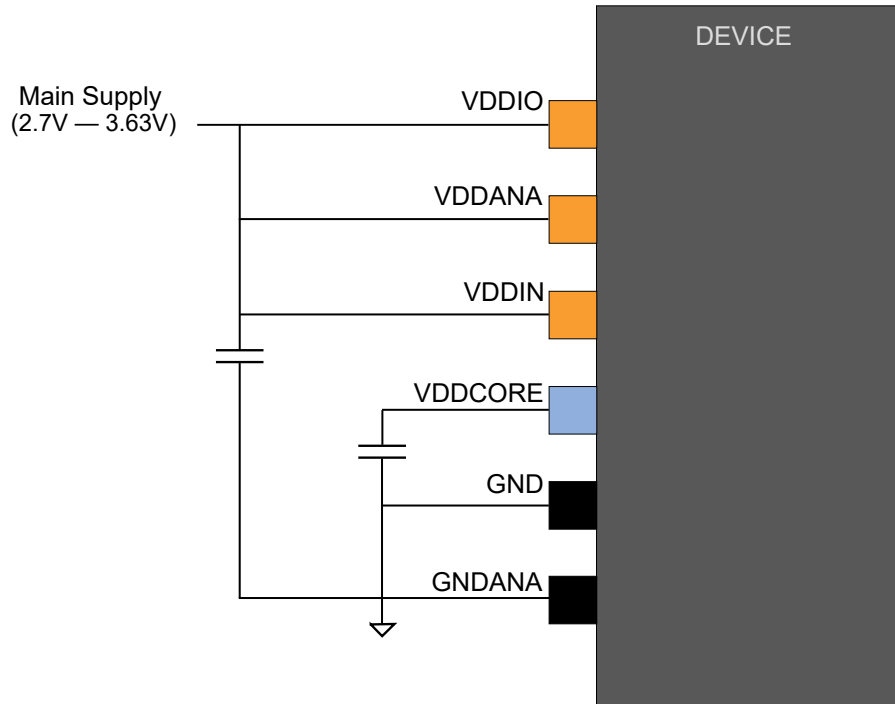 DEVICE
Main Supply
(2.7V — 3.63V)
VDDIO
VDDANA
VDDIN
VDDCORE
GND
GNDANA